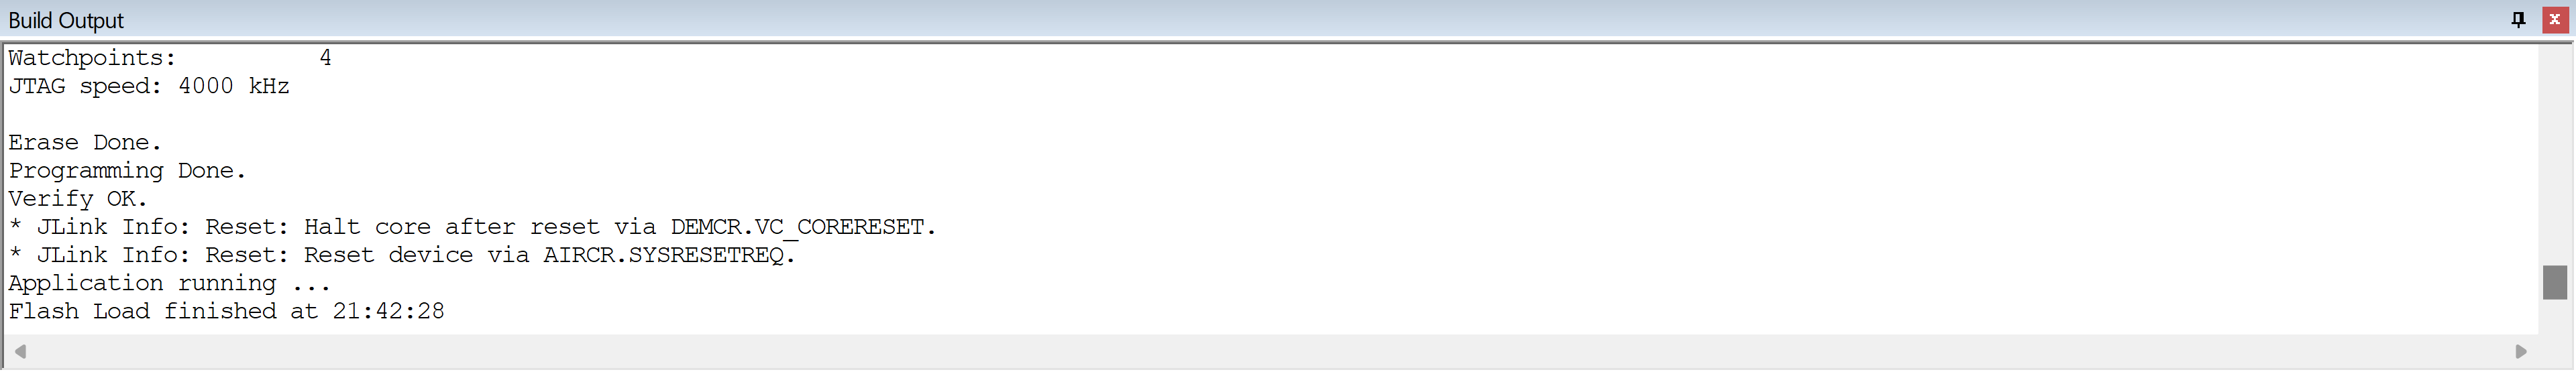 Build Output
Watchpoints:          4
JTAG speed: 4000 kHz
Erase Done.
Programming Done.
Verify OK.
* JLink Info: Reset: Halt core after reset via DEMCR.VC_CORERESET.
* JLink Info: Reset: Reset device via AIRCR.SYSRESETREQ.
Application running ...
Flash Load finished at 21:42:28